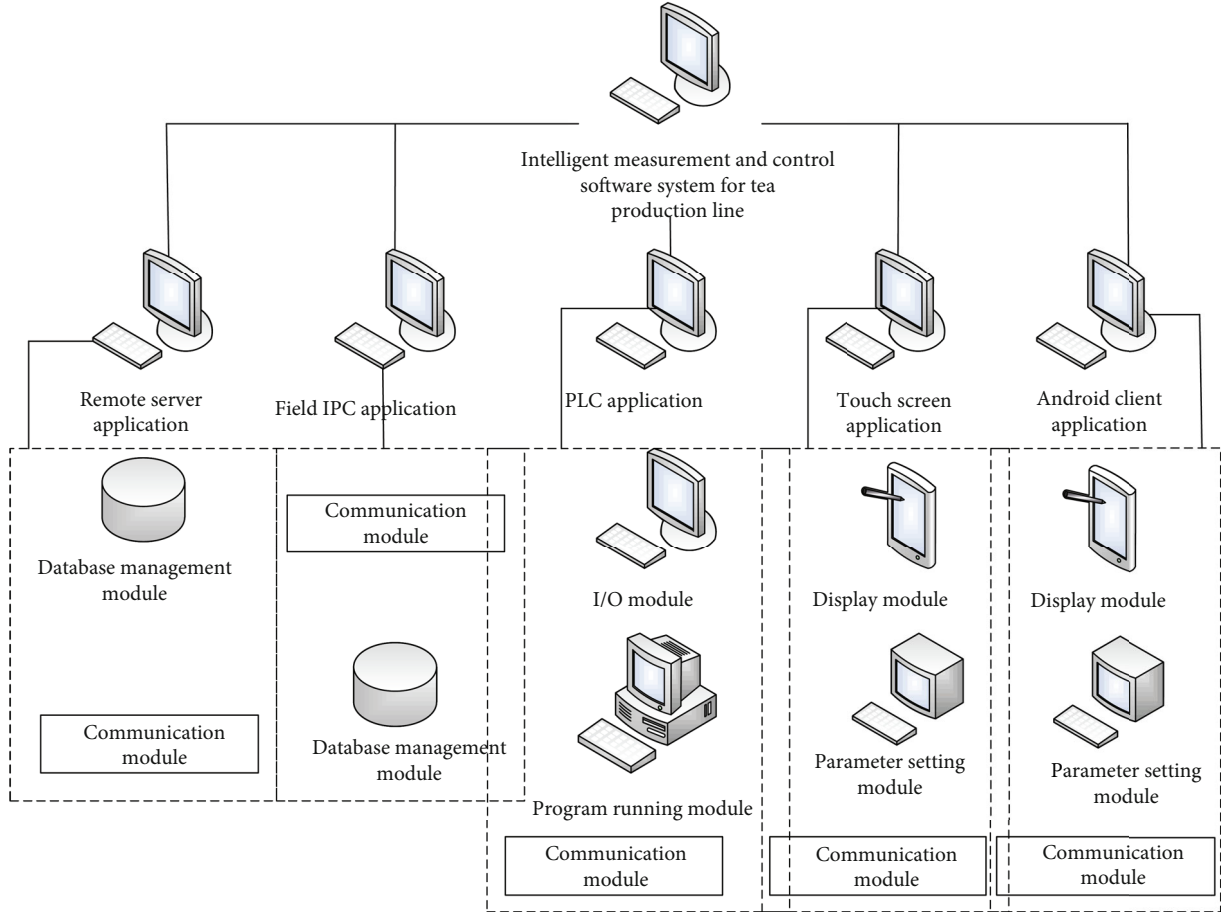 Intelligent measurement and control
software system for tea
production line
Remote server
application
Field IPC application
PLC application
Touch screen
application
Android client
application
Database management
module
Communication
module
Communication
module
Database management
module
I/O module
Program running module
Communication
module
Display module
Parameter setting
module
Communication
module
Display module
Parameter setting
module
Communication
module